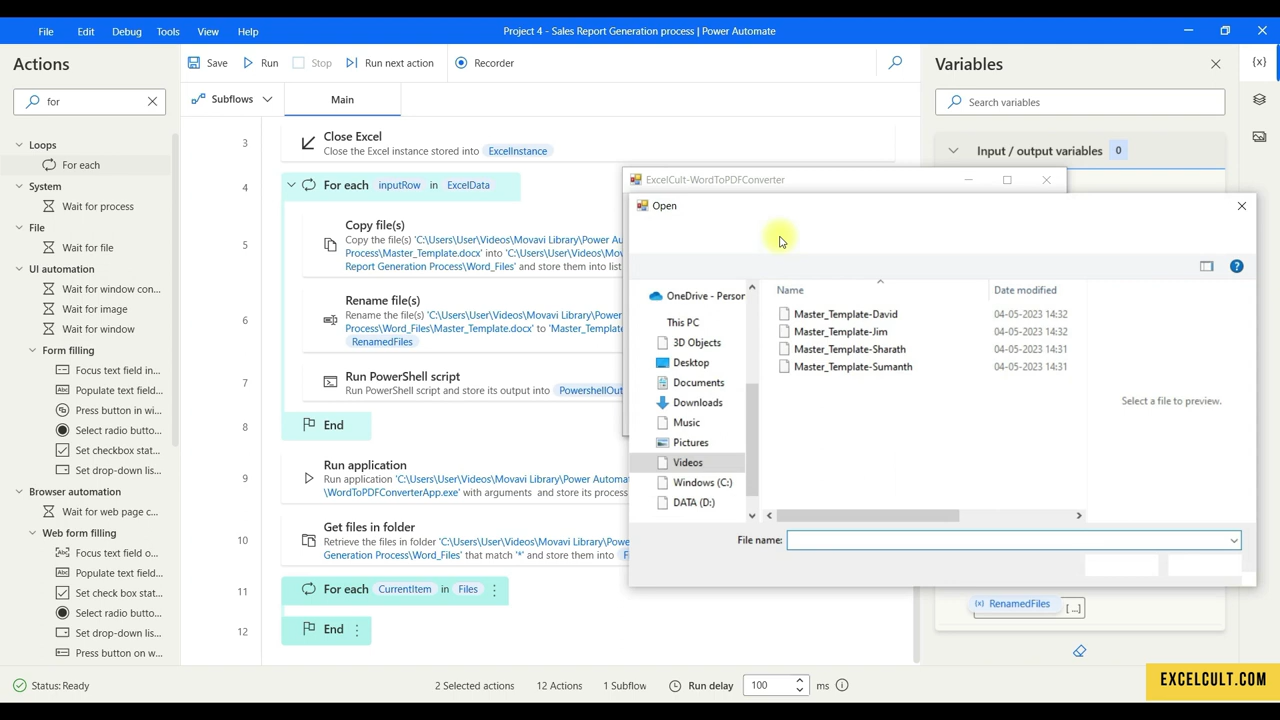 File Edit Debug Tools View Help Project 4 - Sales Report Generation process | Power Automate
Actions
Save Run Stop Run next action Recorder
Variables
{x}
for
Subflows Main
Search variables
Loops
For each
System
Wait for process
File
Wait for file
UI automation
Wait for window con...
Wait for image
Wait for window
Form filling
Focus text field in...
Populate text field...
Press button in wi...
Select radio butto...
Set checkbox stat...
Set drop-down lis...
Browser automation
Wait for web page c...
Web form filling
Focus text field o...
Populate text field...
Set check box stat...
Select radio butto...
Set drop-down lis...
Press button on w...
3 Close Excel
Close the Excel instance stored into ExcelInstance
4 For each inputRow in ExcelData
5 Copy file(s)
Copy the file(s) 'C:\Users\User\Videos\Movavi Library\Power Au
Process\Master_Template.docx' into 'C:\Users\User\Videos\Mov
Report Generation Process\Word_Files' and store them into list
6 Rename file(s)
Rename the file(s) 'C:\Users\User\Videos\Movavi Library\Power
Process\Word_Files\Master_Template.docx' to 'Master_Template
RenamedFiles
7 Run PowerShell script
Run PowerShell script and store its output into PowershellOut
8 End
9 Run application
Run application 'C:\Users\User\Videos\Movavi Library\Power Automa
\WordToPDFConverterApp.exe' with arguments and store its process
10 Get files in folder
Retrieve the files in folder 'C:\Users\User\Videos\Movavi Library\Powe
Generation Process\Word_Files' that match '*' and store them into F
11 For each CurrentItem in Files
12 End
Input / output variables 0
ExcelCult-WordToPDFConverter
Open
Name Date modified
OneDrive - Person
This PC
3D Objects
Desktop
Documents
Downloads
Music
Pictures
Videos
Windows (C:)
DATA (D:)
Master_Template-David 04-05-2023 14:32
Master_Template-Jim 04-05-2023 14:32
Master_Template-Sharath 04-05-2023 14:31
Master_Template-Sumanth 04-05-2023 14:31
Select a file to preview.
File name:
(x) RenamedFiles [...]
Status: Ready 2 Selected actions 12 Actions 1 Subflow Run delay 100 ms
EXCELCULT.COM